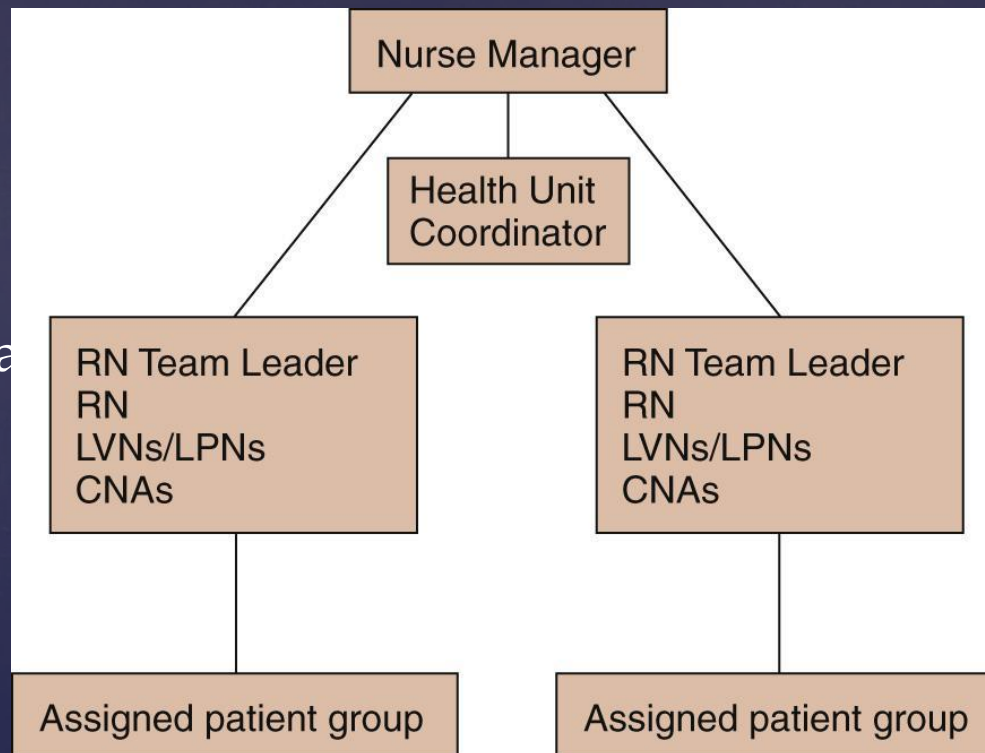 Nurse Manager
Health Unit
Coordinator
RN Team Leader
RN
LVNs/LPNs
CNAs
RN Team Leader
RN
LVNs/LPNs
CNAs
Assigned patient group
Assigned patient group